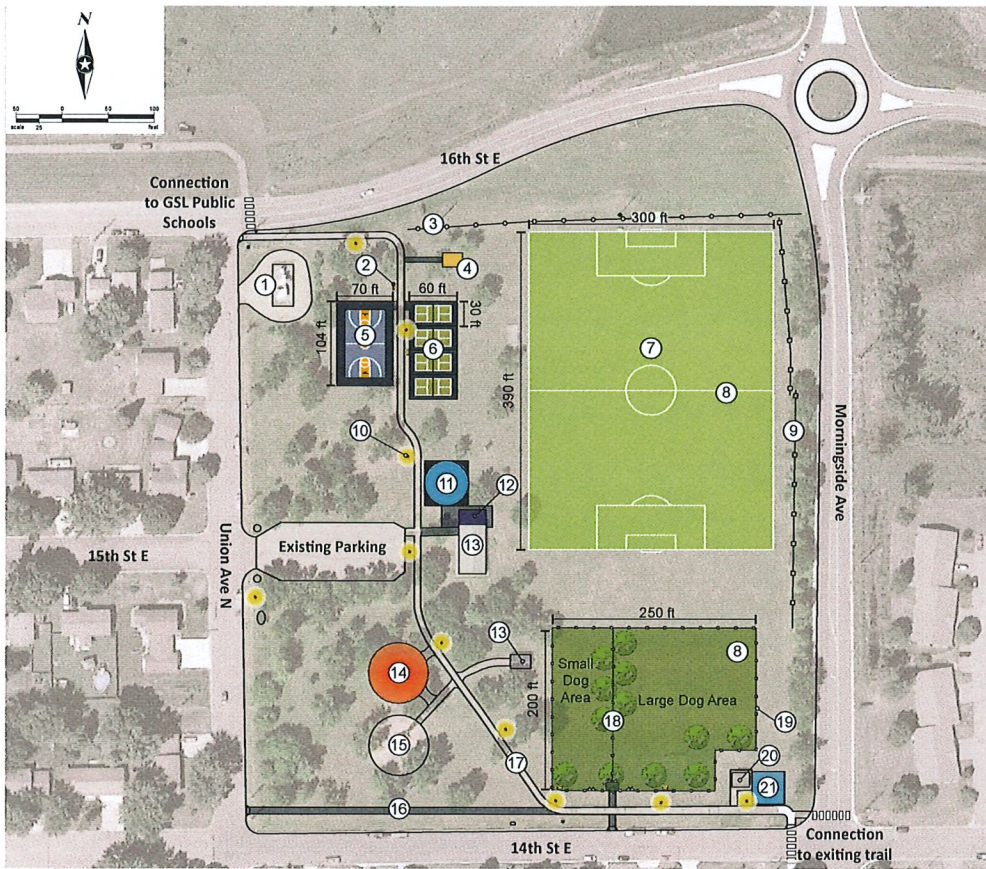 N
50 0 50 100
scale 25 feet
16th St E
Connection
to GSL Public
Schools
3
300 ft
2
4
1
70 ft
60 ft
30 ft
104 ft
5
6
7
390 ft
8
9
Morningside Ave
10
11
12
Union Ave N
15th St E
Existing Parking
13
250 ft
13
8
14
Small
Dog
Area
Large Dog Area
200 ft
18
19
15
17
20
21
16
14th St E
Connection
to exiting trail